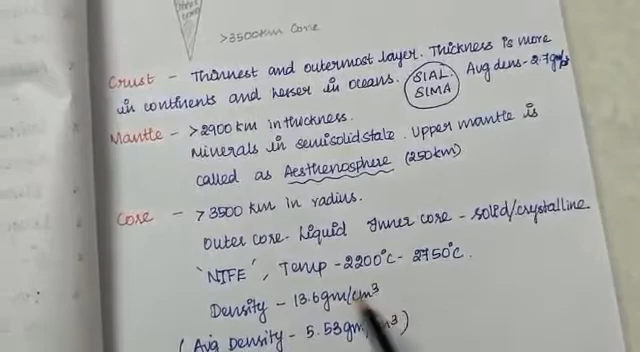 Inner
core
>3500km Core
Crust - Thinnest and outermost layer. Thickness is more
in continents and lesser in oceans. SIAL SIMA Avg dens - 2.7gm/
Mantle - >2900 km in thickness.
Minerals in semisolid state. Upper mantle is
called as Aesthenosphere (250km)
Core - >3500 km in radius.
Outer core - Liquid Inner core - solid/crystalline
'NIFE', Temp - 2200°C - 2750°C.
Density - 13.6gm/cm³
(Avg Density - 5.53gm/cm³)